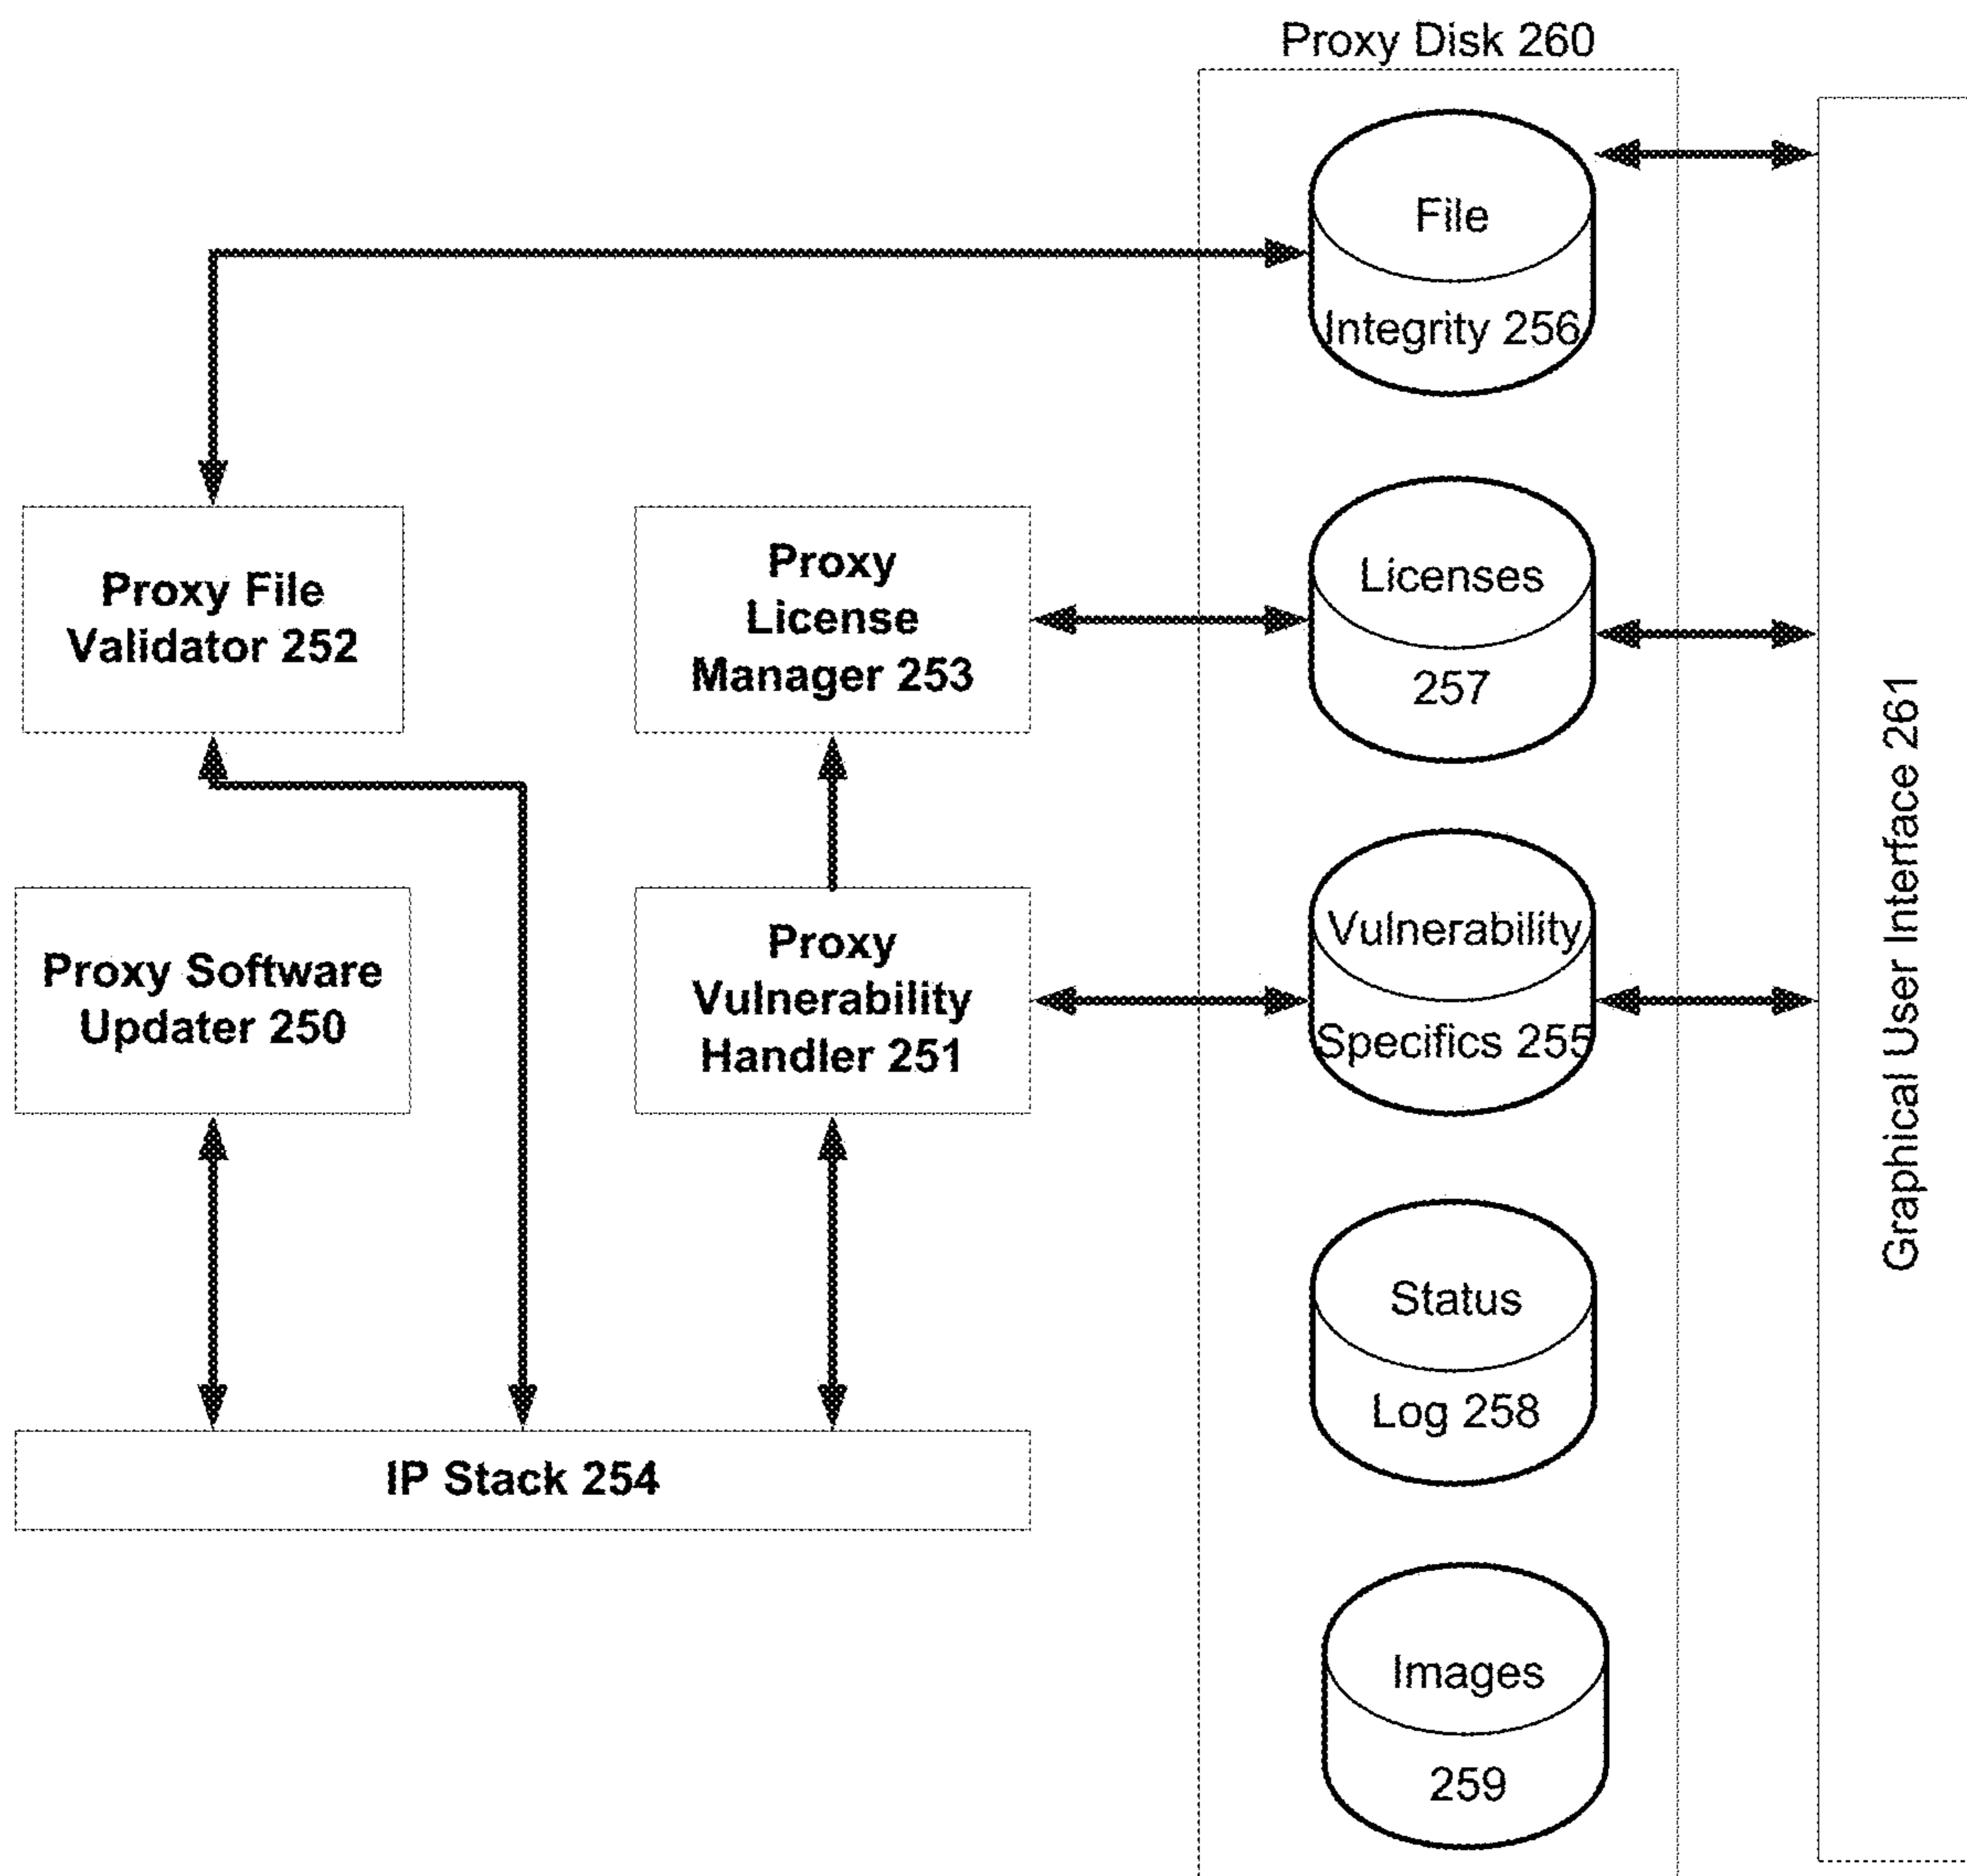 Proxy Disk 260
File
Integrity 256
Proxy File
Validator 252
Proxy
License
Manager 253
Licenses
257
Proxy Software
Updater 250
Proxy
Vulnerability
Handler 251
Vulnerability
Specifics 255
Graphical User Interface 261
Status
Log 258
IP Stack 254
Images
259